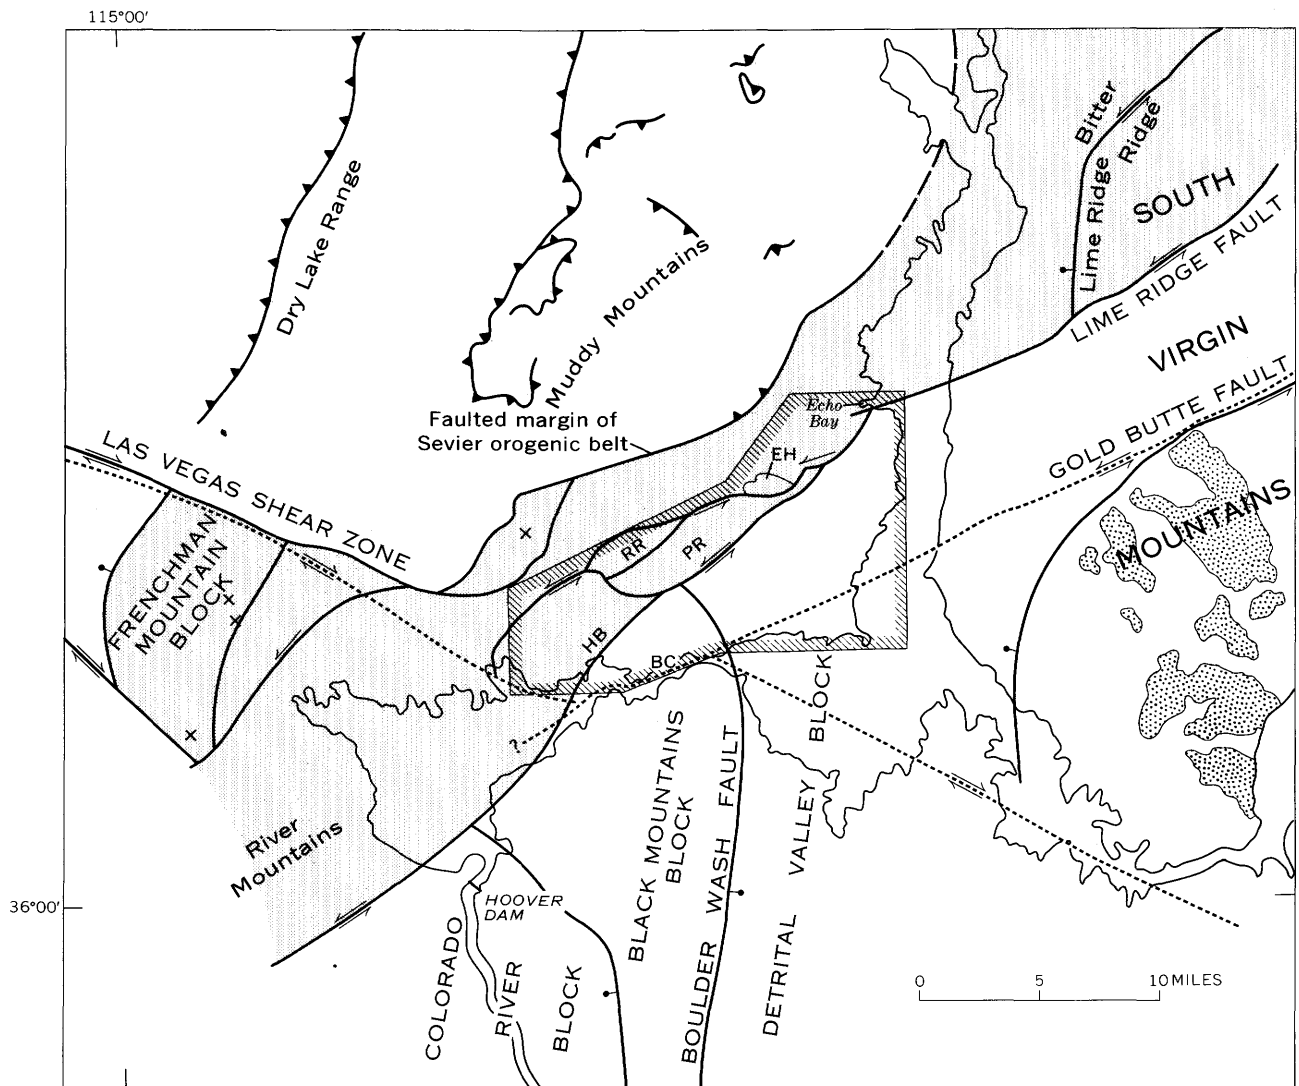 115°00'
Dry Lake Range
Muddy Mountains
Bitter
Ridge
Lime Ridge
SOUTH
LIME RIDGE FAULT
VIRGIN
GOLD BUTTE FAULT
MOUNTAINS
Faulted margin of
Sevier orogenic belt
Echo
Bay
EH
LAS VEGAS SHEAR ZONE
RR
PR
FRENCHMAN
MOUNTAIN
BLOCK
HB
BC
?
River
Mountains
36°00'
HOOVER
DAM
COLORADO
RIVER
BLOCK
BLACK MOUNTAINS
BLOCK
BOULDER WASH FAULT
DETRITAL VALLEY BLOCK
0 5 10 MILES